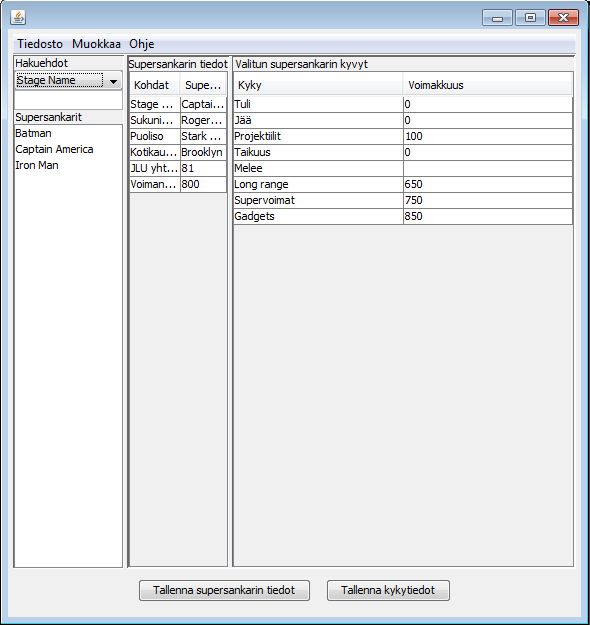 Tiedosto Muokkaa Ohje
Hakuehdot
Stage Name
Supersankarit
Batman
Captain America
Iron Man
Supersankarin tiedot
Kohdat Supe...
Stage ... Captai...
Sukuni... Roger...
Puoliso Stark ...
Kotikau... Brooklyn
JLU yht... 81
Voiman... 800
Valitun supersankarin kyvyt
Kyky Voimakkuus
Tuli 0
Jää 0
Projektiilit 100
Taikuus 0
Melee
Long range 650
Supervoimat 750
Gadgets 850
Tallenna supersankarin tiedot Tallenna kykytiedot